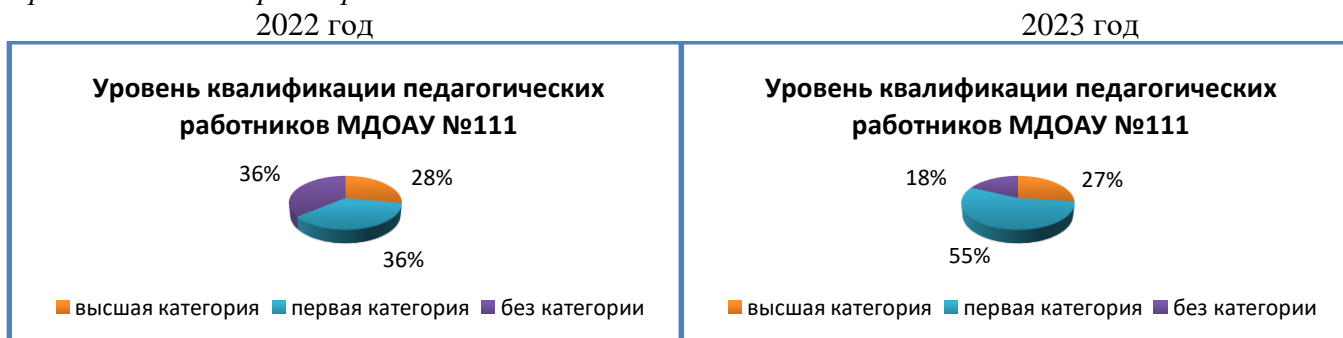 2022 год
2023 год
Уровень квалификации педагогических
работников МДОАУ №111
36%
28%
36%
высшая категория первая категория без категории
Уровень квалификации педагогических
работников МДОАУ №111
18%
27%
55%
высшая категория первая категория без категории